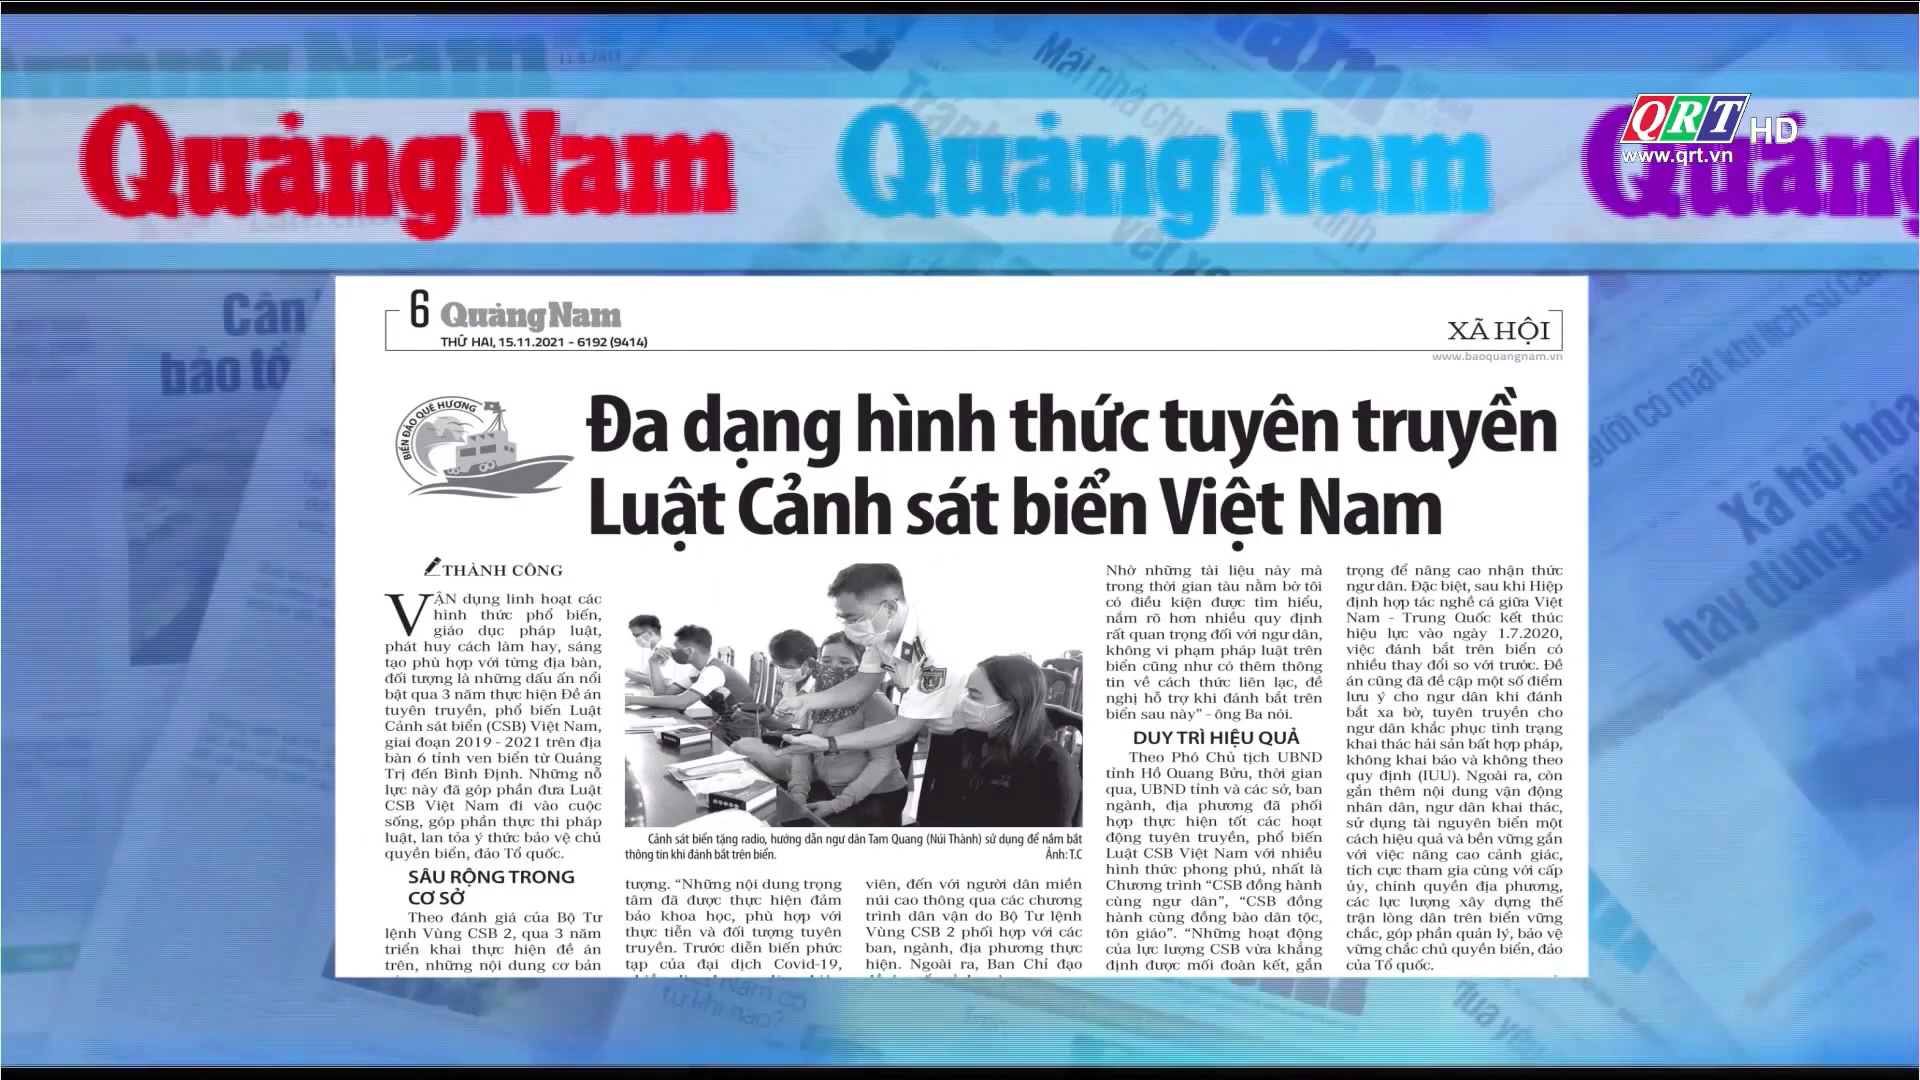 Quảng Nam
Quảng Nam
Quảng
QRT HD
www.qrt.vn
Mái nhà
Cân
bảo tồ
Xã hội hóa
hay dùng ngâ
6 Quảng Nam
THỨ HAI, 15.11.2021 - 6192 (9414)
XÃ HỘI
www.baoquangnam.vn
BIỂN ĐẢO QUÊ HƯƠNG
Đa dạng hình thức tuyên truyền
Luật Cảnh sát biển Việt Nam
THÀNH CÔNG
VẬN dụng linh hoạt các
hình thức phổ biến,
giáo dục pháp luật,
phát huy cách làm hay, sáng
tạo phù hợp với từng địa bàn,
đối tượng là những dấu ấn nổi
bật qua 3 năm thực hiện Đề án
tuyên truyền, phổ biến Luật
Cảnh sát biển (CSB) Việt Nam,
giai đoạn 2019 - 2021 trên địa
bàn 6 tỉnh ven biển từ Quảng
Trị đến Bình Định. Những nỗ
lực này đã góp phần đưa Luật
CSB Việt Nam đi vào cuộc
sống, góp phần thực thi pháp
luật, lan tỏa ý thức bảo vệ chủ
quyền biển, đảo Tổ quốc.
SÂU RỘNG TRONG
CƠ SỞ
Theo đánh giá của Bộ Tư
lệnh Vùng CSB 2, qua 3 năm
triển khai thực hiện đề án
trên, những nội dung cơ bản
Cảnh sát biển tặng radio, hướng dẫn ngư dân Tam Quang (Núi Thành) sử dụng để nắm bắt
thông tin khi đánh bắt trên biển. Ảnh: T.C
tượng. “Những nội dung trọng
tâm đã được thực hiện đảm
bảo khoa học, phù hợp với
thực tiễn và đối tượng tuyên
truyền. Trước diễn biến phức
tạp của đại dịch Covid-19,
viên, đến với người dân miền
núi cao thông qua các chương
trình dân vận do Bộ Tư lệnh
Vùng CSB 2 phối hợp với các
ban, ngành, địa phương thực
hiện. Ngoài ra, Ban Chỉ đạo
Nhờ những tài liệu này mà
trong thời gian tàu nằm bờ tôi
có điều kiện được tìm hiểu,
nắm rõ hơn nhiều quy định
rất quan trọng đối với ngư dân,
không vi phạm pháp luật trên
biển cũng như có thêm thông
tin về cách thức liên lạc, đề
nghị hỗ trợ khi đánh bắt trên
biển sau này” - ông Ba nói.
DUY TRÌ HIỆU QUẢ
Theo Phó Chủ tịch UBND
tỉnh Hồ Quang Bửu, thời gian
qua, UBND tỉnh và các sở, ban
ngành, địa phương đã phối
hợp thực hiện tốt các hoạt
động tuyên truyền, phổ biến
Luật CSB Việt Nam với nhiều
hình thức phong phú, nhất là
Chương trình “CSB đồng hành
cùng ngư dân”, “CSB đồng
hành cùng đồng bào dân tộc,
tôn giáo”. “Những hoạt động
của lực lượng CSB vừa khẳng
định được mối đoàn kết, gắn
trọng để nâng cao nhận thức
ngư dân. Đặc biệt, sau khi Hiệp
định hợp tác nghề cá giữa Việt
Nam - Trung Quốc kết thúc
hiệu lực vào ngày 1.7.2020,
việc đánh bắt trên biển có
nhiều thay đổi so với trước. Đề
án cũng đã đề cập một số điểm
lưu ý cho ngư dân khi đánh
bắt xa bờ, tuyên truyền cho
ngư dân khắc phục tình trạng
khai thác hải sản bất hợp pháp,
không khai báo và không theo
quy định (IUU). Ngoài ra, còn
gắn thêm nội dung vận động
nhân dân, ngư dân khai thác,
sử dụng tài nguyên biển một
cách hiệu quả và bền vững gắn
với việc nâng cao cảnh giác,
tích cực tham gia cùng với cấp
ủy, chính quyền địa phương,
các lực lượng xây dựng thế
trận lòng dân trên biển vững
chắc, góp phần quản lý, bảo vệ
vững chắc chủ quyền biển, đảo
của Tổ quốc.